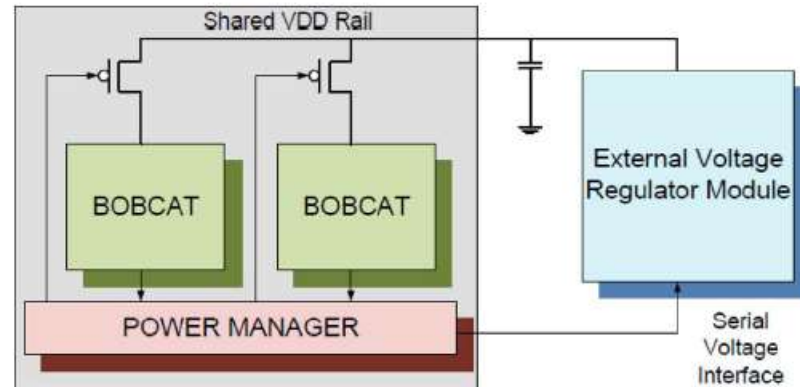 Shared VDD Rail
BOBCAT
BOBCAT
External Voltage
Regulator Module
POWER MANAGER
Serial
Voltage
Interface